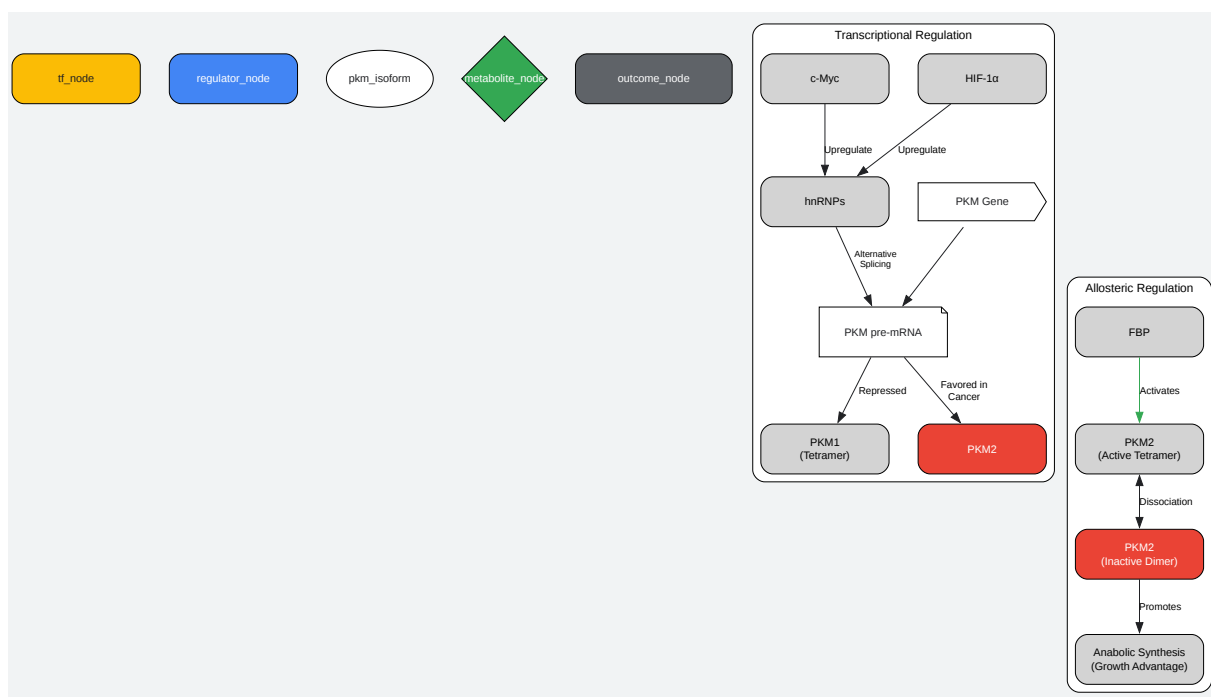 Transcriptional Regulation
tf_node
regulator_node
pkm_isoform
metabolite_node
outcome_node
c-Myc
HIF-1α
Upregulate
Upregulate
hnRNPs
PKM Gene
Alternative
Splicing
PKM pre-mRNA
Repressed
Favored in
Cancer
PKM1
(Tetramer)
PKM2
Allosteric Regulation
FBP
Activates
PKM2
(Active Tetramer)
Dissociation
PKM2
(Inactive Dimer)
Promotes
Anabolic Synthesis
(Growth Advantage)